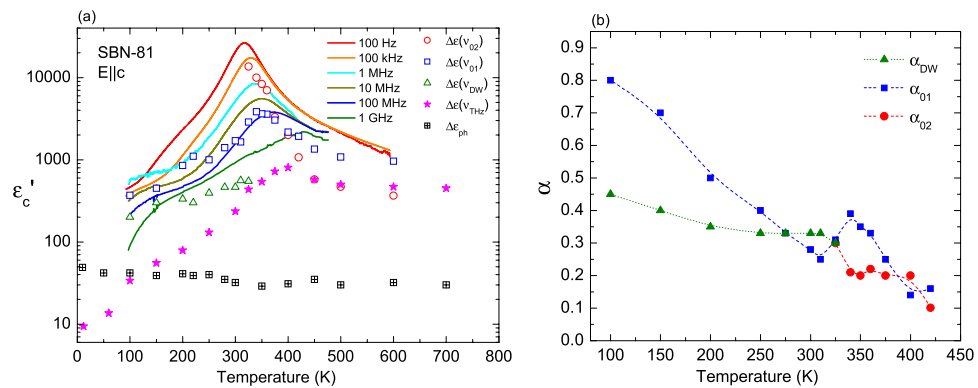 (a)
SBN-81
E||c
100 Hz
100 kHz
1 MHz
10 MHz
100 MHz
1 GHz
Δε(ν02)
Δε(ν01)
Δε(νDW)
Δε(νTHz)
Δεph
εc'
10000
1000
100
10
0 100 200 300 400 500 600 700 800
Temperature (K)
(b)
αDW
α01
α02
α
0.9
0.8
0.7
0.6
0.5
0.4
0.3
0.2
0.1
0.0
100 150 200 250 300 350 400 450
Temperature (K)